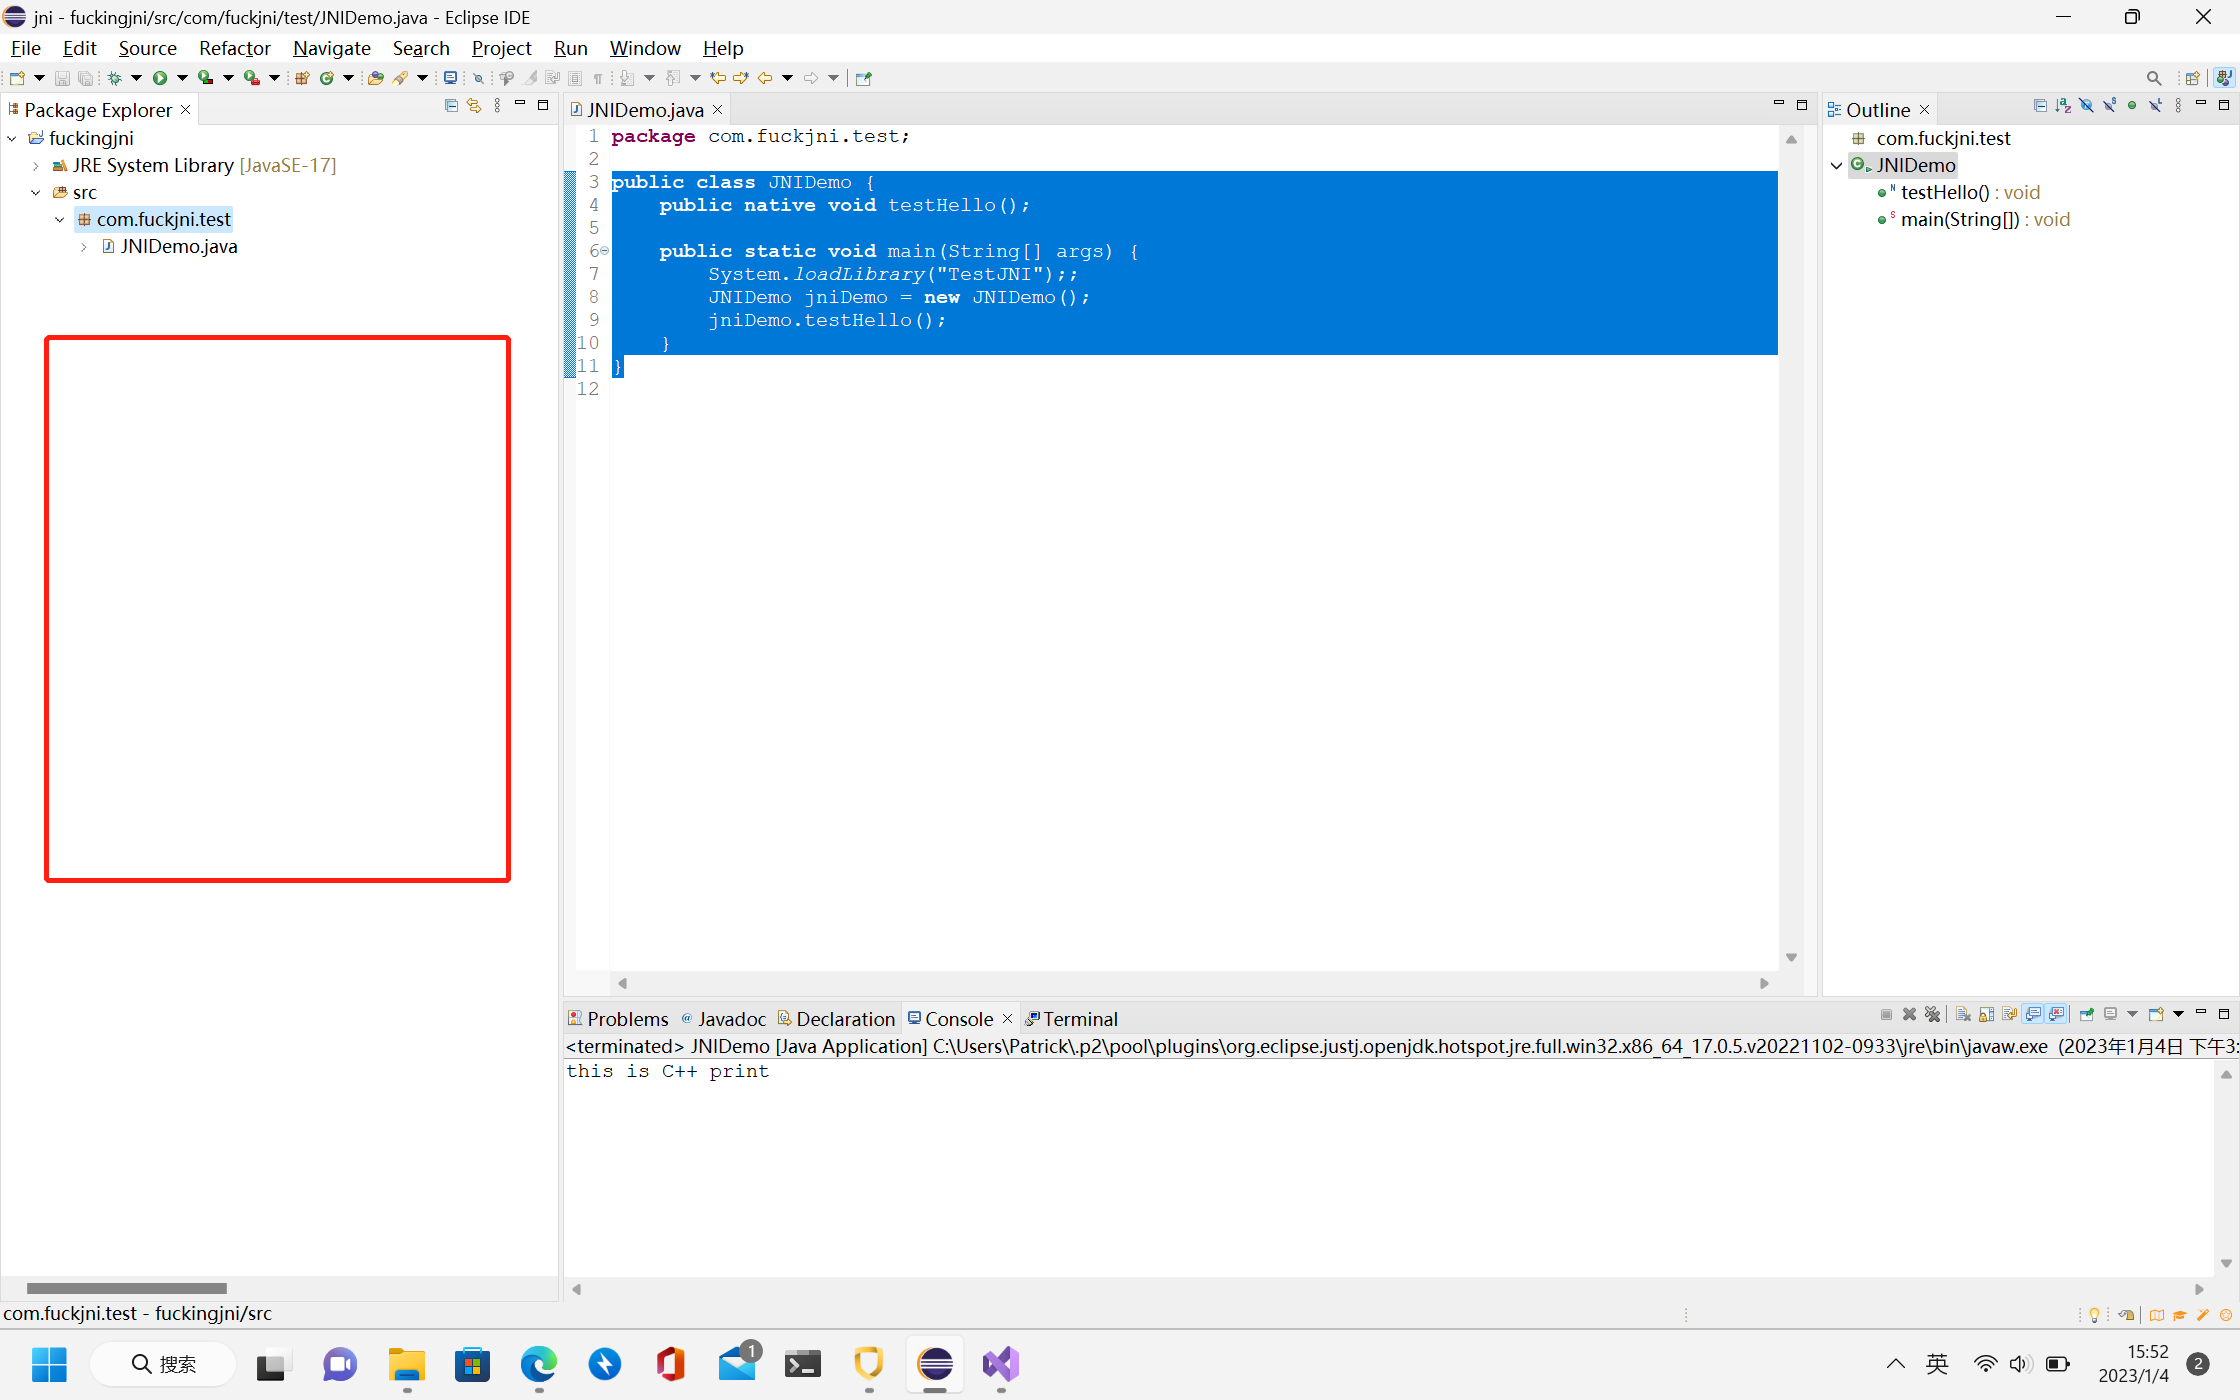 jni - fuckingjni/src/com/fuckjni/test/JNIDemo.java - Eclipse IDE
File Edit Source Refactor Navigate Search Project Run Window Help
Package Explorer
fuckingjni
JRE System Library [JavaSE-17]
src
com.fuckjni.test
JNIDemo.java
JNIDemo.java
1 package com.fuckjni.test;
2
3 public class JNIDemo {
4 public native void testHello();
5
6 public static void main(String[] args) {
7 System.loadLibrary("TestJNI");;
8 JNIDemo jniDemo = new JNIDemo();
9 jniDemo.testHello();
10 }
11 }
12
Outline
com.fuckjni.test
JNIDemo
testHello() : void
main(String[]) : void
Problems Javadoc Declaration Console Terminal
<terminated> JNIDemo [Java Application] C:\Users\Patrick\.p2\pool\plugins\org.eclipse.justj.openjdk.hotspot.jre.full.win32.x86_64_17.0.5.v20221102-0933\jre\bin\javaw.exe (2023年1月4日 下午3:
this is C++ print
com.fuckjni.test - fuckingjni/src
搜索
1
英
15:52
2023/1/4
2